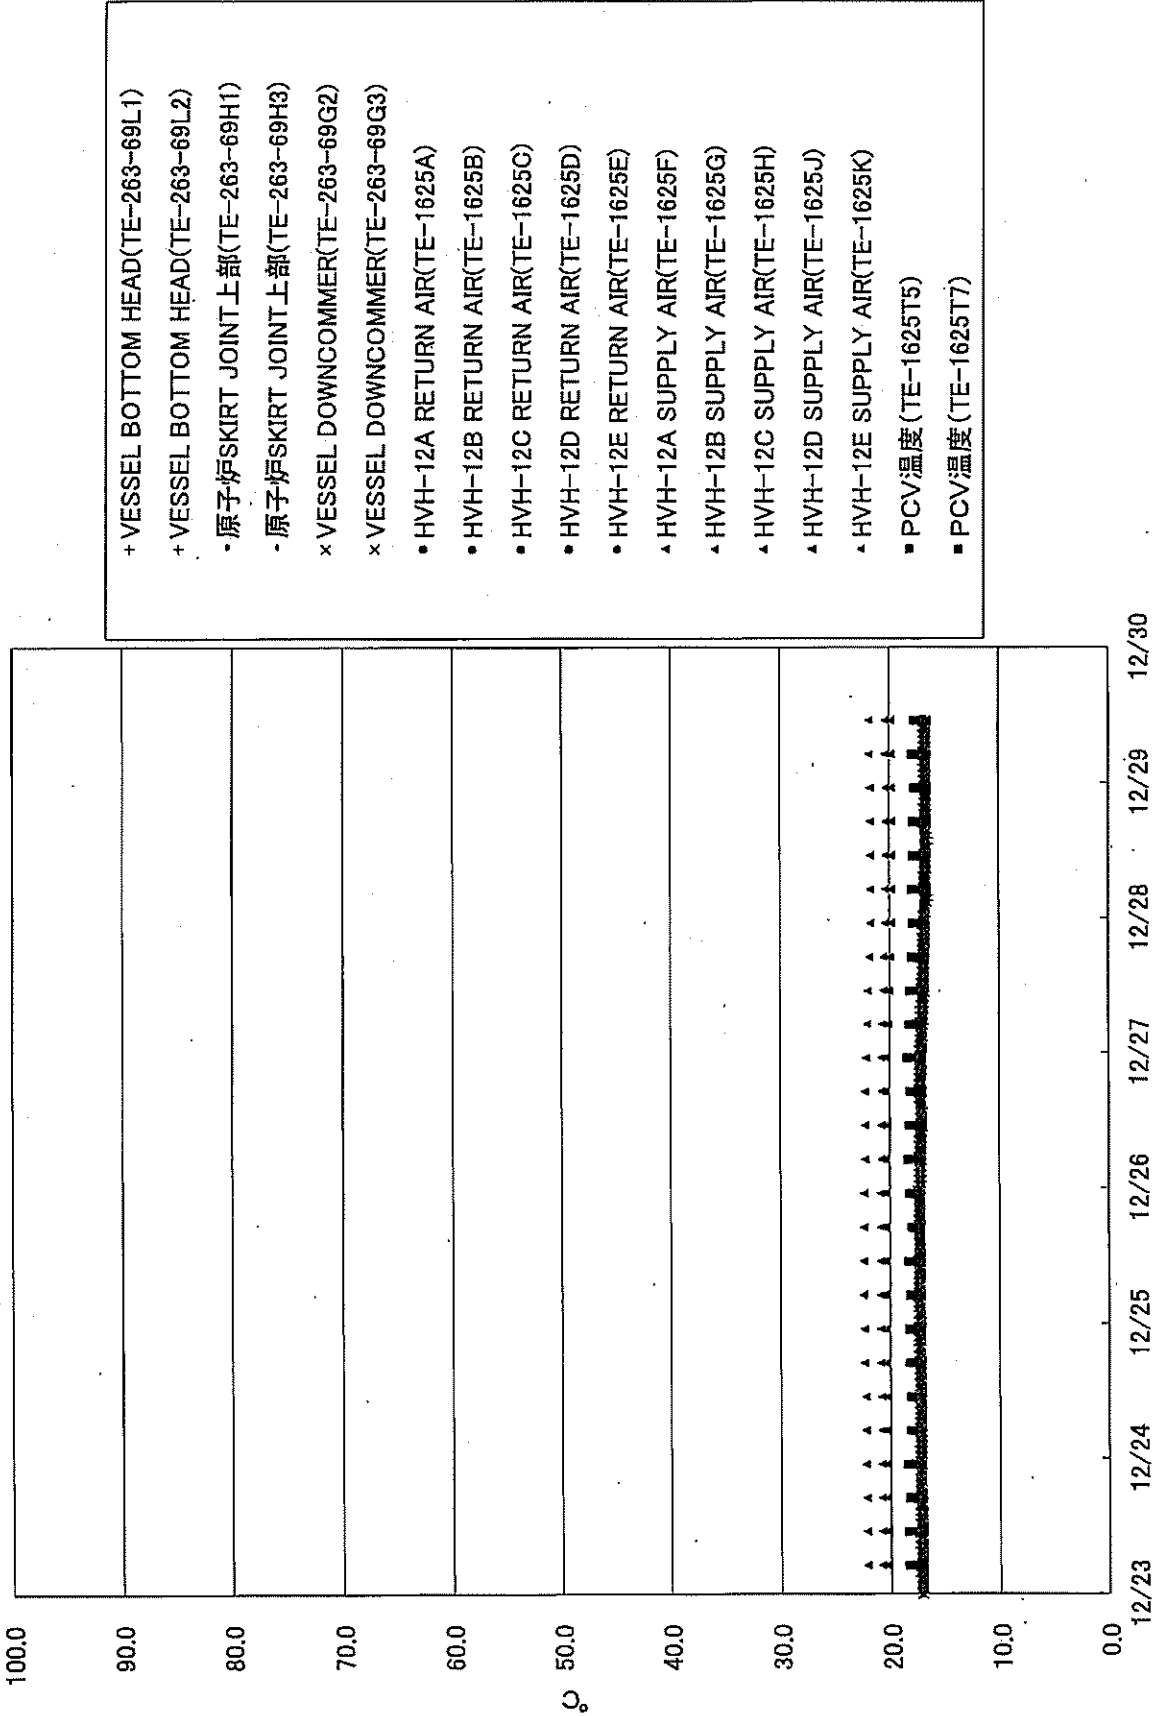 100.0
90.0
80.0
70.0
60.0
50.0
40.0
30.0
20.0
10.0
0.0
℃
12/23
12/24
12/25
12/26
12/27
12/28
12/29
12/30
+ VESSEL BOTTOM HEAD(TE-263-69L1)
+ VESSEL BOTTOM HEAD(TE-263-69L2)
- 原子炉SKIRT JOINT上部(TE-263-69H1)
- 原子炉SKIRT JOINT上部(TE-263-69H3)
× VESSEL DOWNCOMMER(TE-263-69G2)
× VESSEL DOWNCOMMER(TE-263-69G3)
● HVH-12A RETURN AIR(TE-1625A)
● HVH-12B RETURN AIR(TE-1625B)
● HVH-12C RETURN AIR(TE-1625C)
● HVH-12D RETURN AIR(TE-1625D)
● HVH-12E RETURN AIR(TE-1625E)
▲ HVH-12A SUPPLY AIR(TE-1625F)
▲ HVH-12B SUPPLY AIR(TE-1625G)
▲ HVH-12C SUPPLY AIR(TE-1625H)
▲ HVH-12D SUPPLY AIR(TE-1625J)
▲ HVH-12E SUPPLY AIR(TE-1625K)
■ PCV温度(TE-1625T5)
■ PCV温度(TE-1625T7)